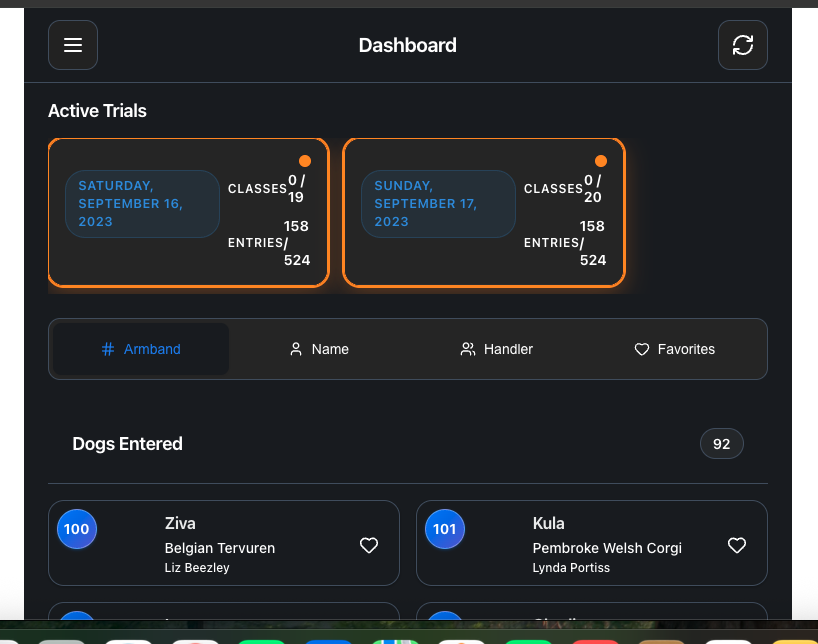 Dashboard
Active Trials
SATURDAY,
SEPTEMBER 16,
2023
CLASSES 0 /
19
158
ENTRIES /
524
SUNDAY,
SEPTEMBER 17,
2023
CLASSES 0 /
20
158
ENTRIES /
524
# Armband
Name
Handler
Favorites
Dogs Entered
92
100
Ziva
Belgian Tervuren
Liz Beezley
101
Kula
Pembroke Welsh Corgi
Lynda Portiss